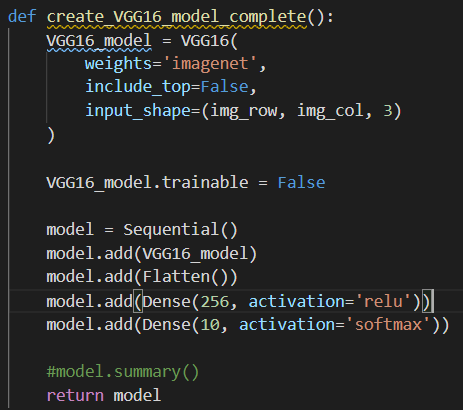 def create_VGG16_model_complete():
    VGG16_model = VGG16(
        weights='imagenet',
        include_top=False,
        input_shape=(img_row, img_col, 3)
    )

    VGG16_model.trainable = False

    model = Sequential()
    model.add(VGG16_model)
    model.add(Flatten())
    model.add(Dense(256, activation='relu'))
    model.add(Dense(10, activation='softmax'))

    #model.summary()
    return model